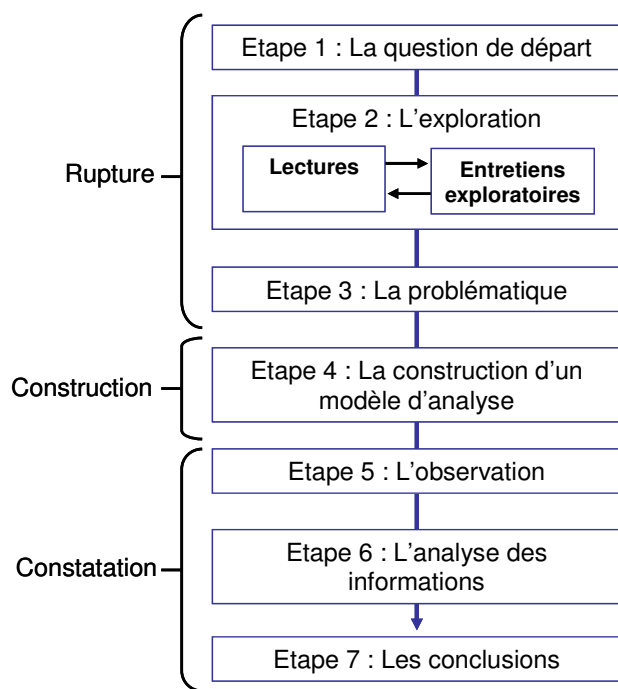 Etape 1 : La question de départ
Etape 2 : L'exploration
Rupture
Lectures
Entretiens
exploratoires
Etape 3 : La problématique
Construction
Etape 4 : La construction d'un
modèle d'analyse
Etape 5 : L'observation
Constatation
Etape 6 : L'analyse des
informations
Etape 7 : Les conclusions